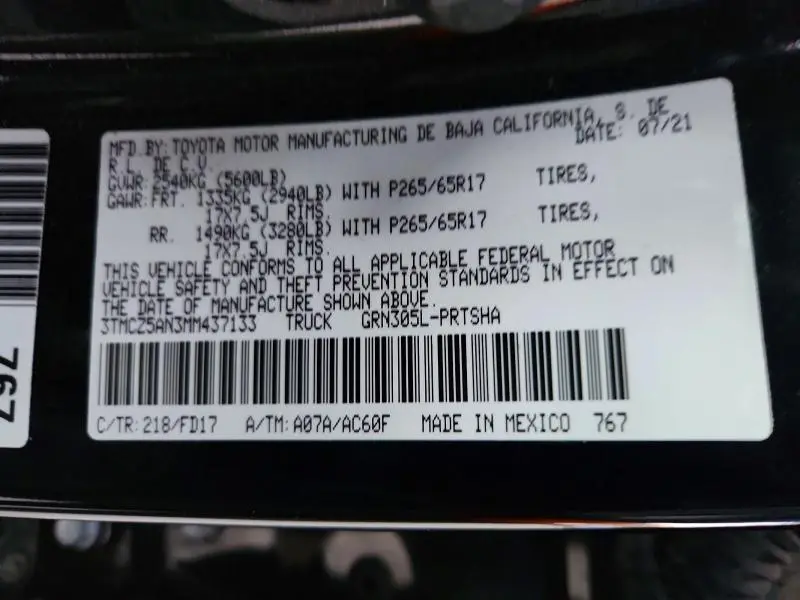 MFD.BY: TOYOTA MOTOR MANUFACTURING DE BAJA CALIFORNIA, S. DE
R.L. DE C.V. DATE: 07/21
GVWR: 2540KG (5600LB)
GAWR: FRT. 1335KG (2940LB) WITH P265/65R17 TIRES,
17X7.5J RIMS.
RR. 1490KG (3280LB) WITH P265/65R17 TIRES,
17X7.5J RIMS.
THIS VEHICLE CONFORMS TO ALL APPLICABLE FEDERAL MOTOR
VEHICLE SAFETY AND THEFT PREVENTION STANDARDS IN EFFECT ON
THE DATE OF MANUFACTURE SHOWN ABOVE.
3TMCZ5AN3MM437133 TRUCK GRN305L-PRTSHA
C/TR: 218/FD17 A/TM: A07A/AC60F MADE IN MEXICO 767
767